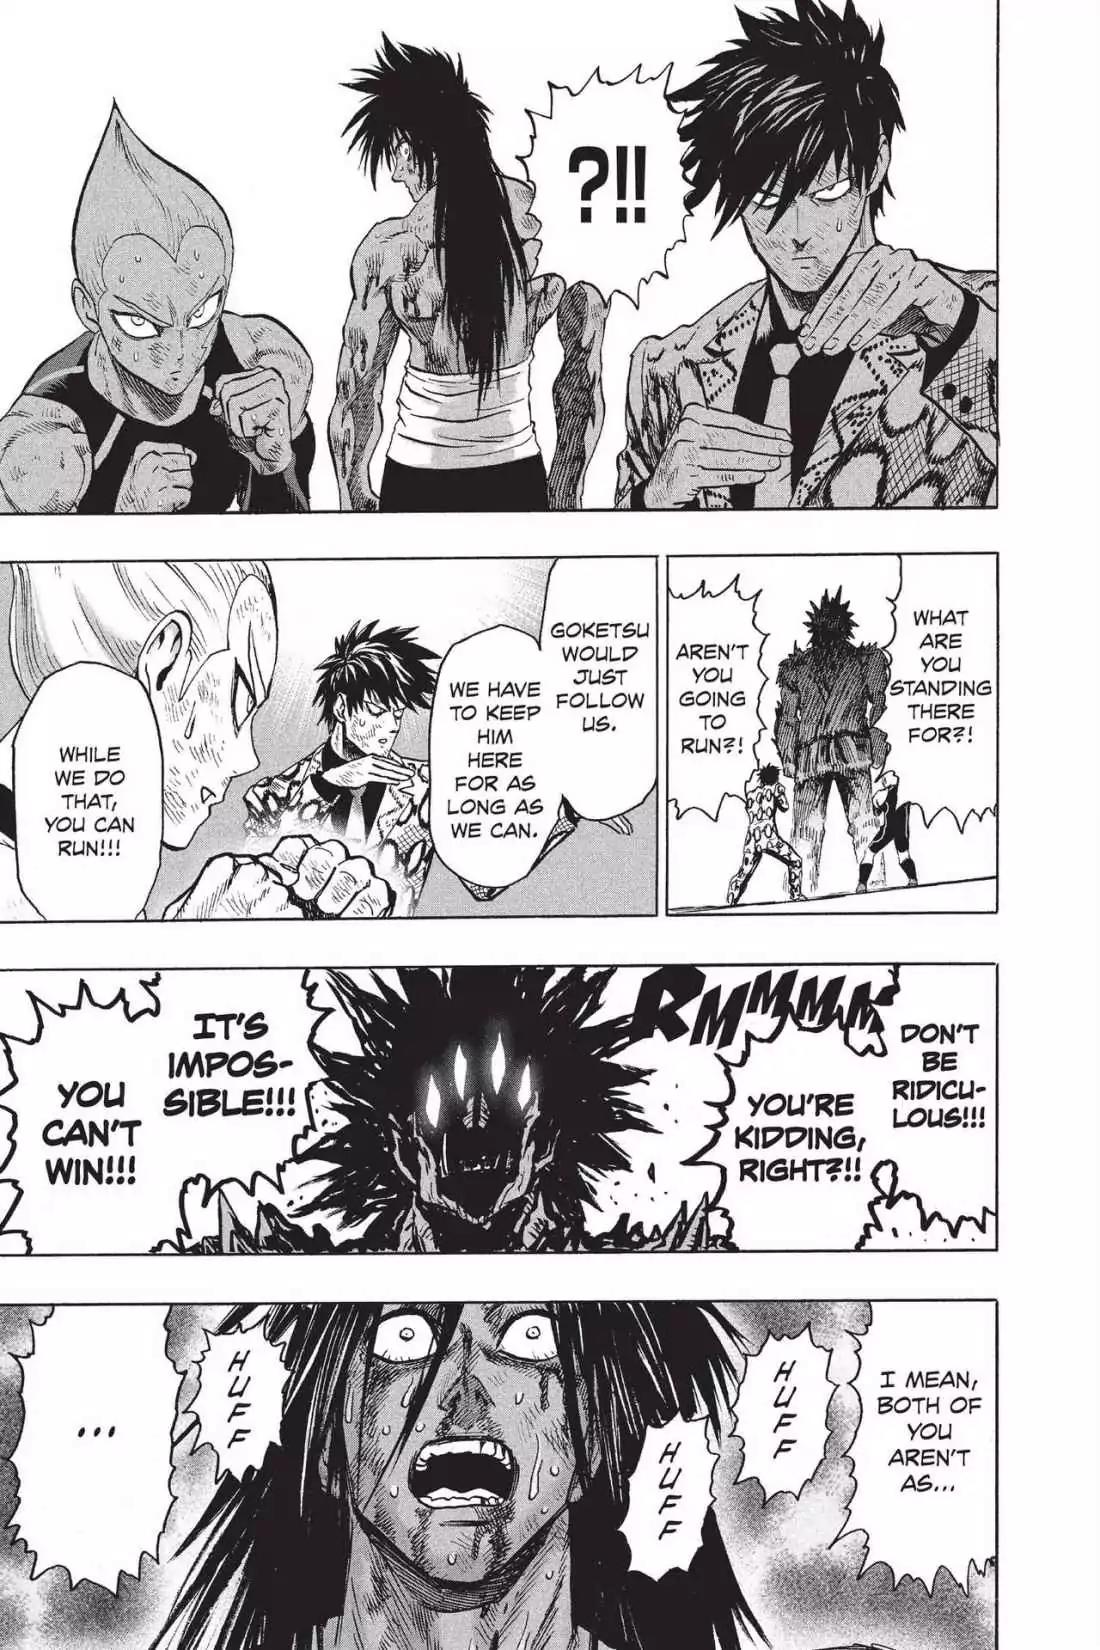 ?!!
WHAT
ARE
YOU
STANDING
THERE
FOR?!
AREN'T
YOU
GOING
TO
RUN?!
GOKETSU
WOULD
JUST
FOLLOW
US.
WE HAVE
TO KEEP
HIM
HERE
FOR AS
LONG AS
WE CAN.
WHILE
WE DO
THAT,
YOU CAN
RUN!!!
DON'T
BE
RIDICU-
LOUS!!!
RMMMMM
YOU'RE
KIDDING,
RIGHT?!!
IT'S
IMPOS-
SIBLE!!!
YOU
CAN'T
WIN!!!
I MEAN,
BOTH OF
YOU
AREN'T
AS...
HUFF
HUFF
HUFF
...